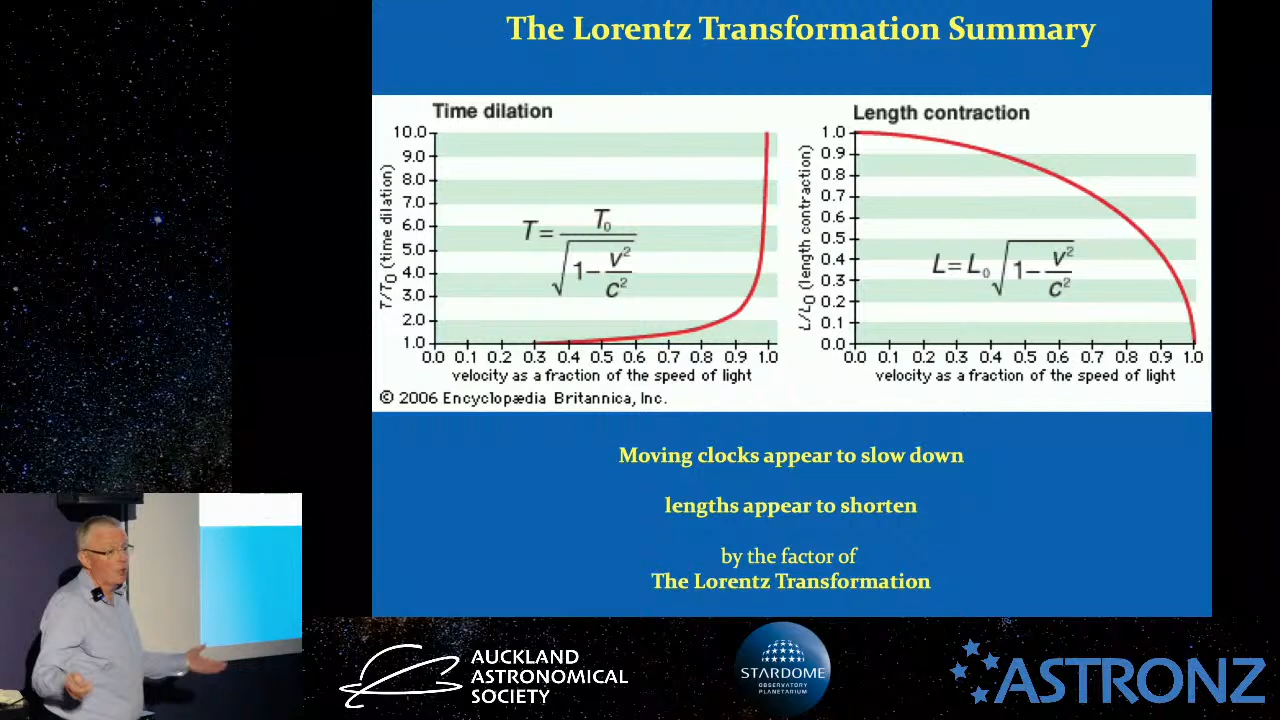 The Lorentz Transformation Summary
Time dilation
10.0
9.0
8.0
7.0
6.0
5.0
4.0
3.0
2.0
1.0
T/T₀ (time dilation)
T = T₀ / √(1 − v²/c²)
0.0 0.1 0.2 0.3 0.4 0.5 0.6 0.7 0.8 0.9 1.0
velocity as a fraction of the speed of light
© 2006 Encyclopædia Britannica, Inc.
Length contraction
1.0
0.9
0.8
0.7
0.6
0.5
0.4
0.3
0.2
0.1
0.0
L/L₀ (length contraction)
L = L₀ √(1 − v²/c²)
0.0 0.1 0.2 0.3 0.4 0.5 0.6 0.7 0.8 0.9 1.0
velocity as a fraction of the speed of light
Moving clocks appear to slow down
lengths appear to shorten
by the factor of
The Lorentz Transformation
AUCKLAND
ASTRONOMICAL
SOCIETY
STARDOME
OBSERVATORY
PLANETARIUM
ASTRONZ